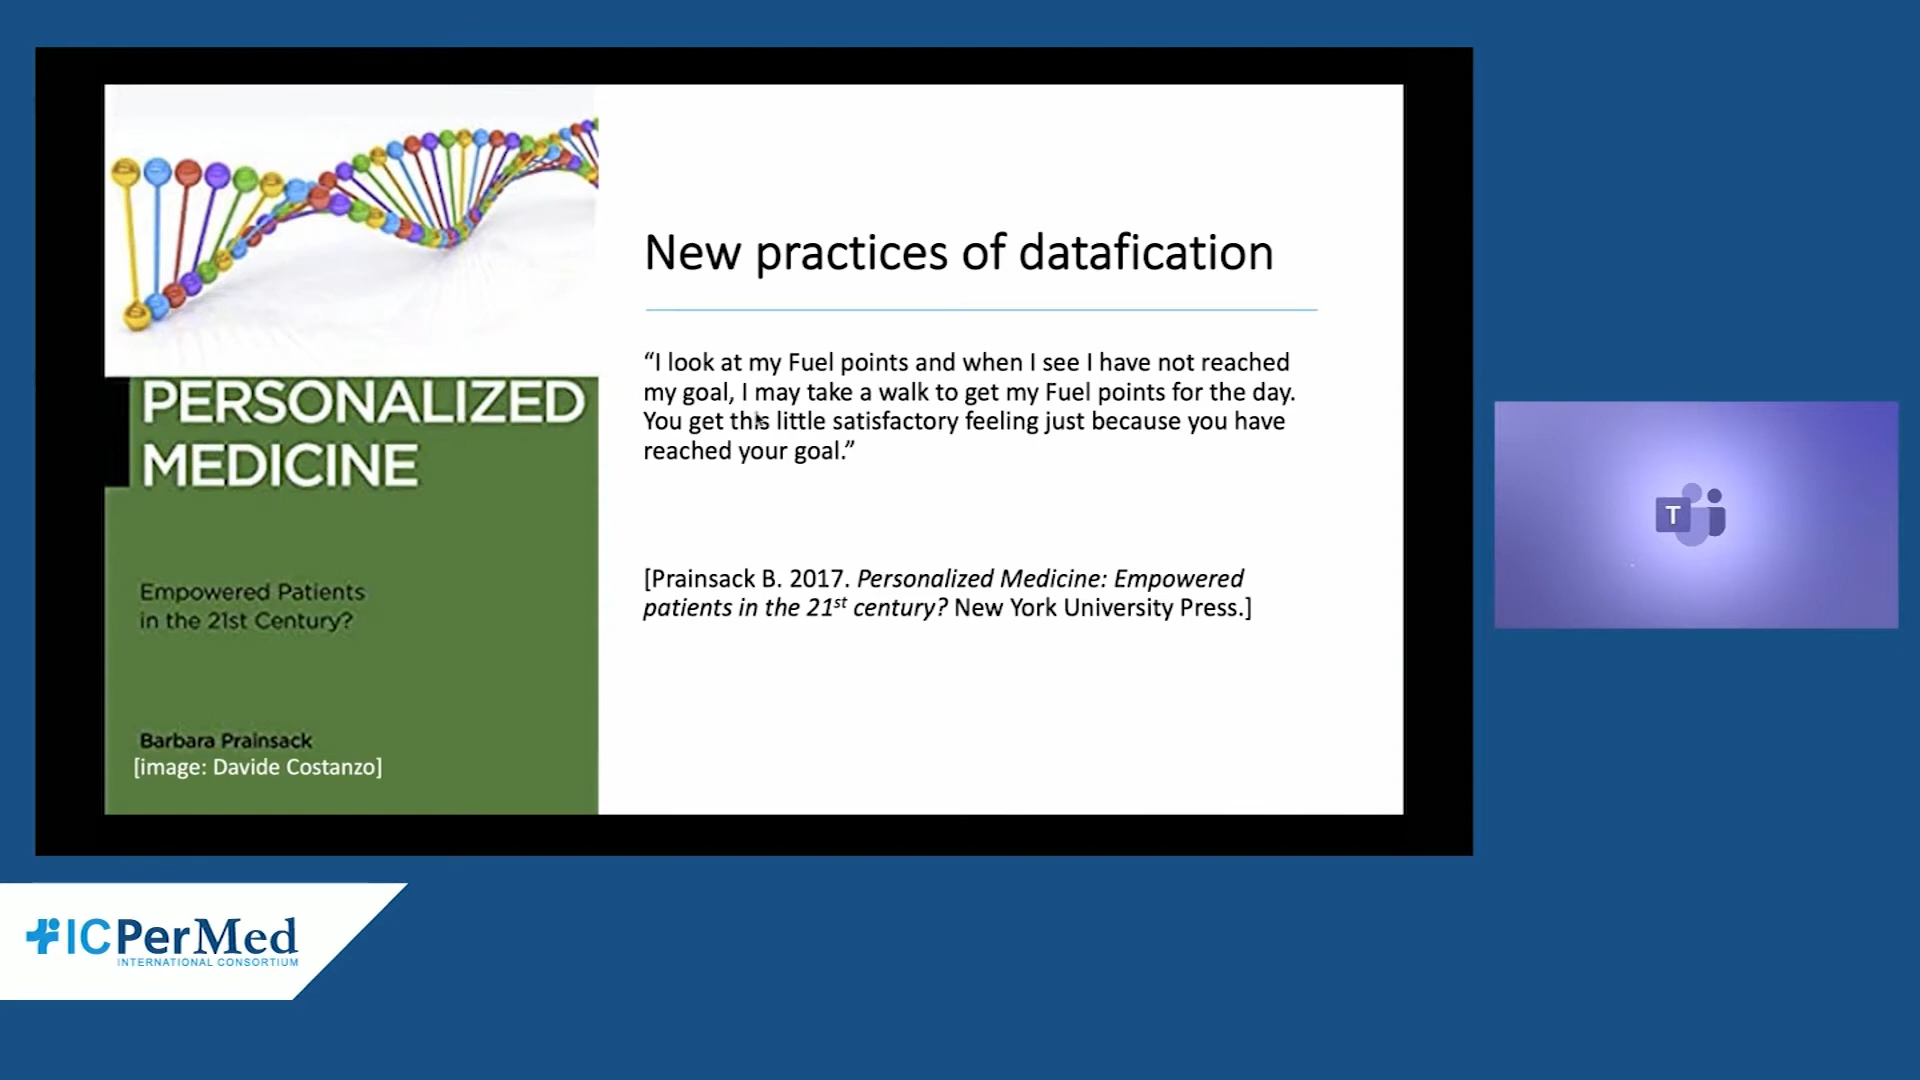 PERSONALIZED
MEDICINE
Empowered Patients
in the 21st Century?
Barbara Prainsack
[image: Davide Costanzo]
New practices of datafication
“I look at my Fuel points and when I see I have not reached
my goal, I may take a walk to get my Fuel points for the day.
You get this little satisfactory feeling just because you have
reached your goal.”
[Prainsack B. 2017. Personalized Medicine: Empowered
patients in the 21st century? New York University Press.]
T
ICPerMed
INTERNATIONAL CONSORTIUM